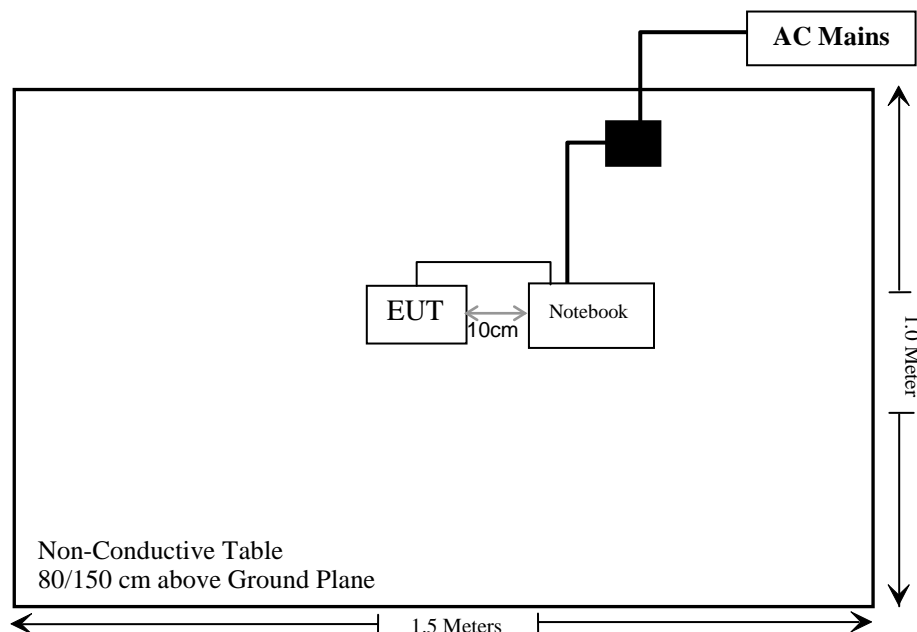 AC Mains
EUT
10cm
Notebook
1.0 Meter
Non-Conductive Table
80/150 cm above Ground Plane
1.5 Meters